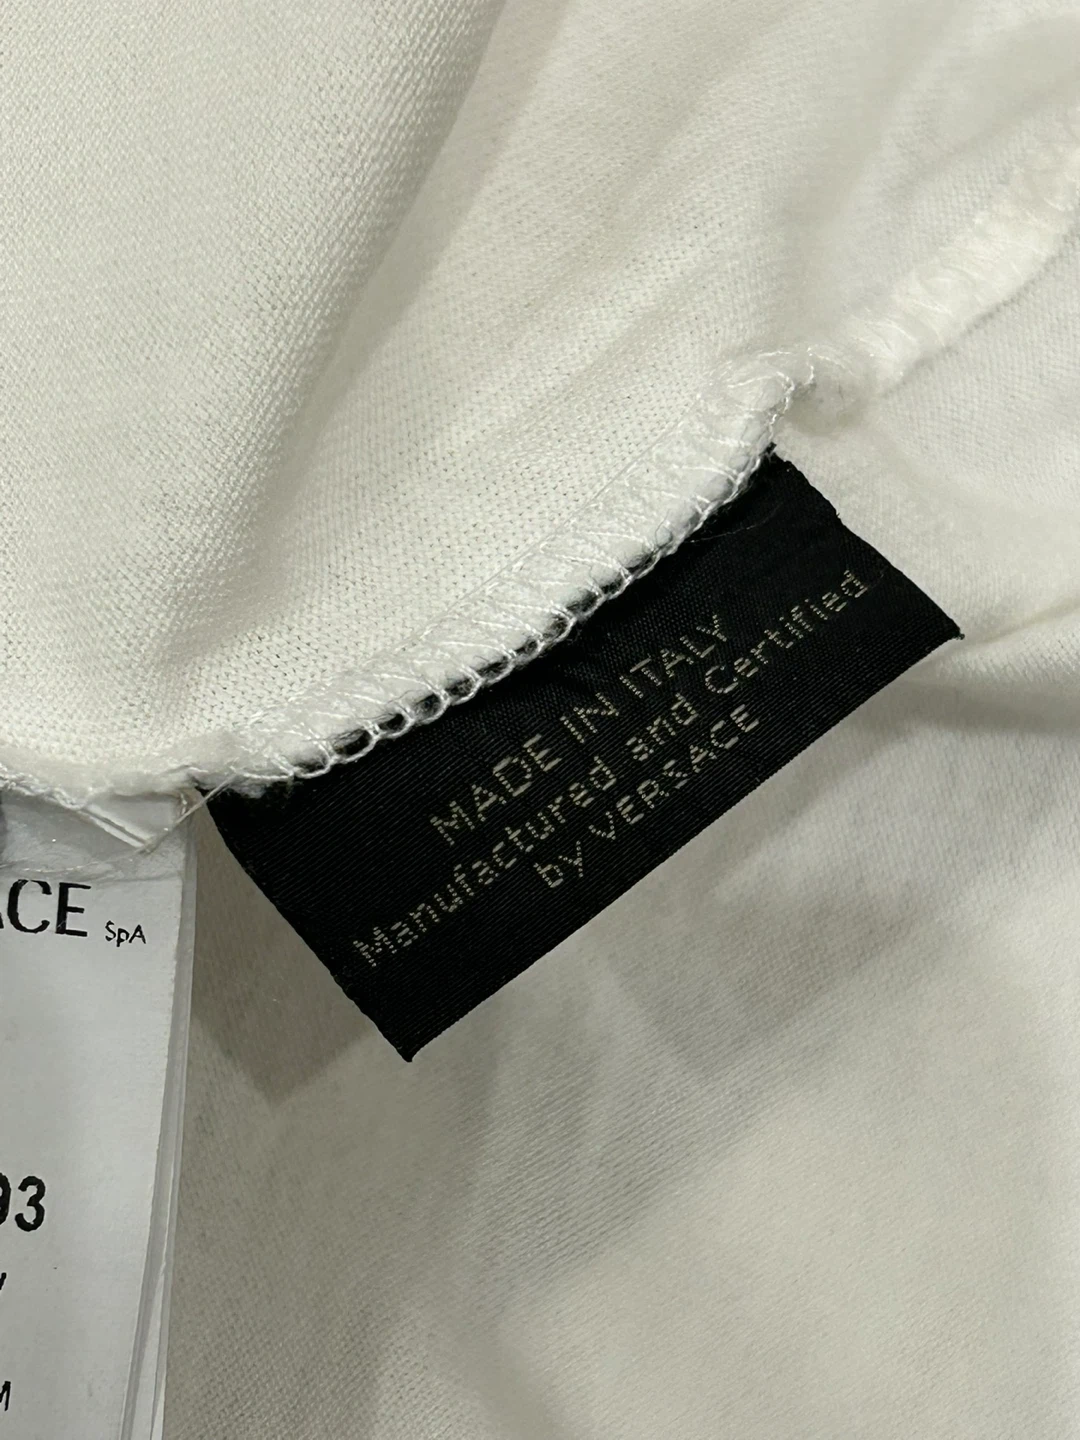 MADE IN ITALY
Manufactured and Certified
by VERSACE
ACE SpA
93
M